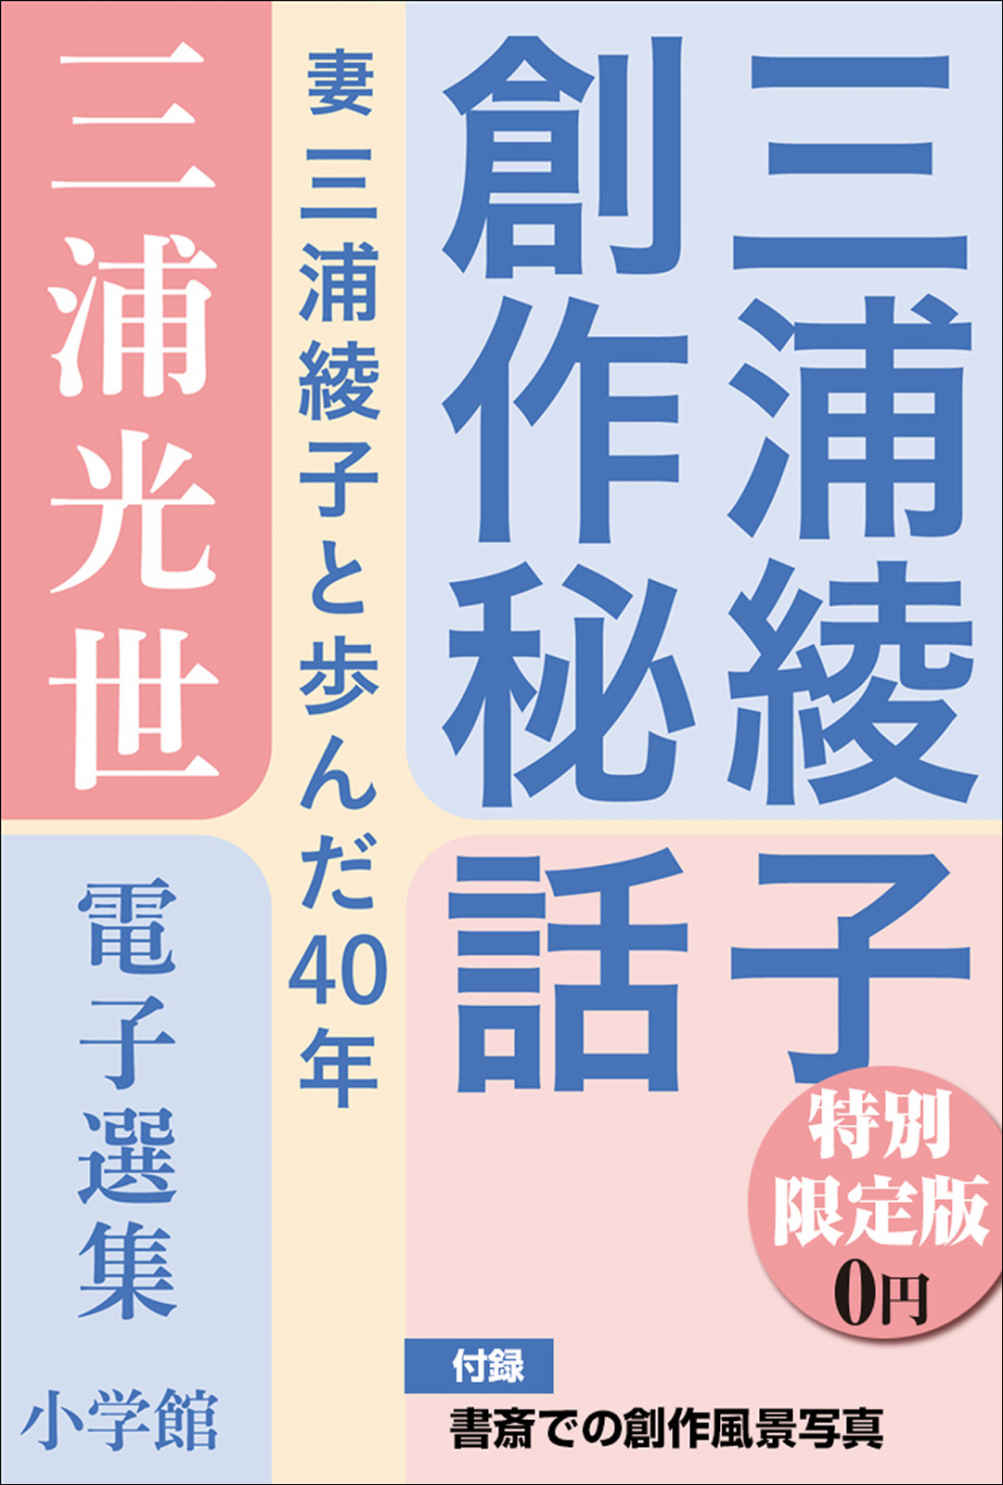 三浦綾子
創作秘話
妻 三浦綾子と歩んだ40年
三浦光世
電子選集
小学館
特別
限定版
0円
付録
書斎での創作風景写真